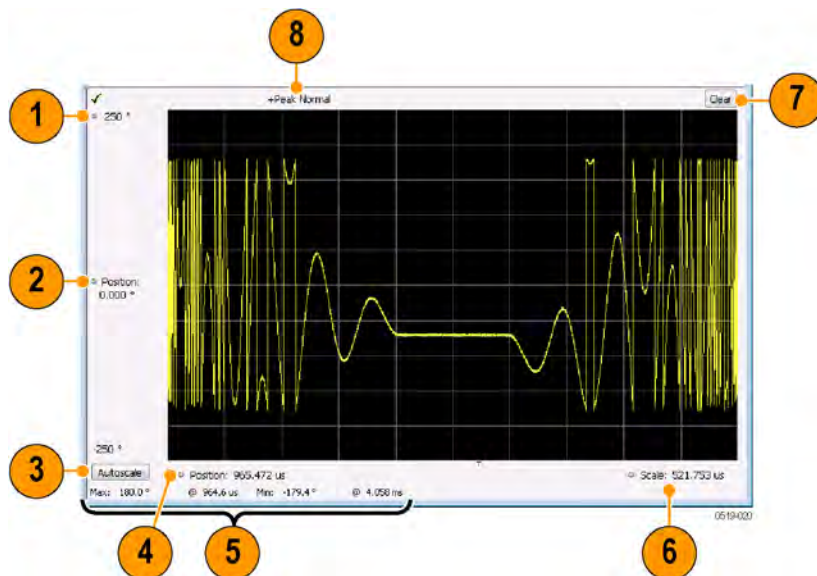 8
✓ +Peak Normal Clear
1
250 °
7
2
Position:
0.000 °
-250 °
3
Autoscale
Position: 965.472 us
Scale: 521.753 us
Max: 180.0 ° @ 964.6 us Min: -179.4 ° @ 4.058 ms
0519-020
4
5
6